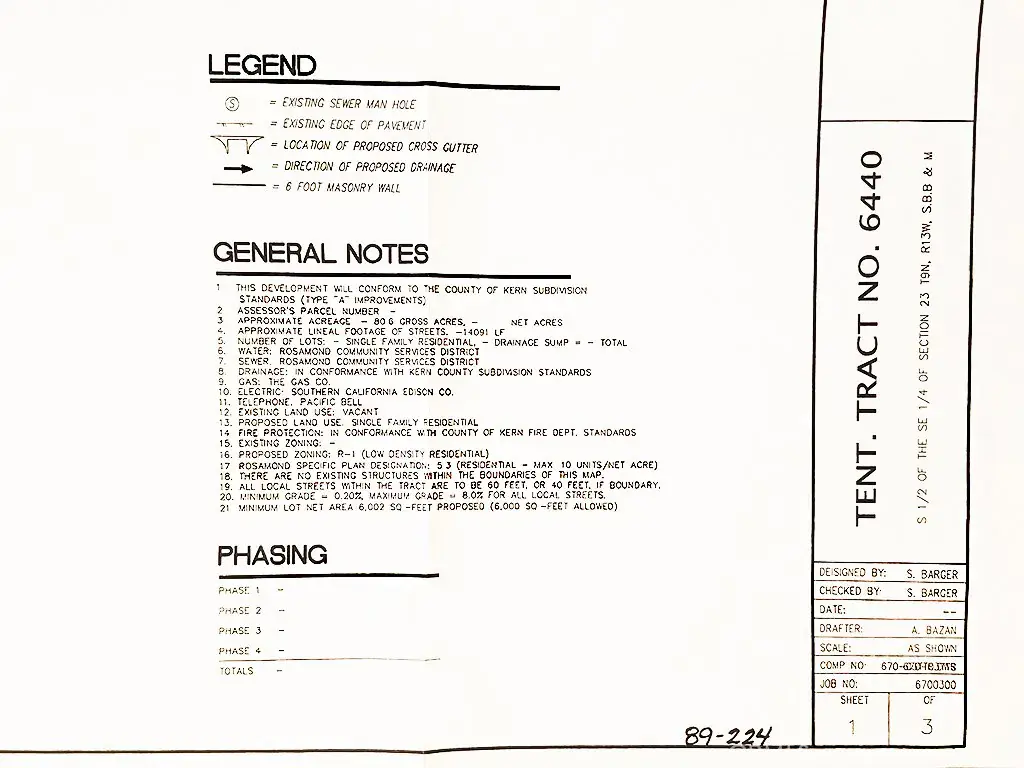 LEGEND
S = EXISTING SEWER MAN HOLE
= EXISTING EDGE OF PAVEMENT
= LOCATION OF PROPOSED CROSS GUTTER
= DIRECTION OF PROPOSED DRAINAGE
= 6 FOOT MASONRY WALL
GENERAL NOTES
1 THIS DEVELOPMENT WILL CONFORM TO THE COUNTY OF KERN SUBDIVISION
STANDARDS (TYPE "A" IMPROVEMENTS)
2 ASSESSOR'S PARCEL NUMBER -
3 APPROXIMATE ACREAGE - 80.6 GROSS ACRES, - NET ACRES
4. APPROXIMATE LINEAL FOOTAGE OF STREETS. -14091 LF
5. NUMBER OF LOTS: - SINGLE FAMILY RESIDENTIAL, - DRAINAGE SUMP = - TOTAL
6. WATER: ROSAMOND COMMUNITY SERVICES DISTRICT
7. SEWER. ROSAMOND COMMUNITY SERVICES DISTRICT
8. DRAINAGE: IN CONFORMANCE WITH KERN COUNTY SUBDIVISION STANDARDS
9. GAS: THE GAS CO.
10. ELECTRIC: SOUTHERN CALIFORNIA EDISON CO.
11. TELEPHONE. PACIFIC BELL
12. EXISTING LAND USE: VACANT
13. PROPOSED LAND USE. SINGLE FAMILY RESIDENTIAL
14 FIRE PROTECTION: IN CONFORMANCE WITH COUNTY OF KERN FIRE DEPT. STANDARDS
15. EXISTING ZONING: -
16. PROPOSED ZONING: R-1 (LOW DENSITY RESIDENTIAL)
17 ROSAMOND SPECIFIC PLAN DESIGNATION: 5.3 (RESIDENTIAL - MAX 10 UNITS/NET ACRE)
18. THERE ARE NO EXISTING STRUCTURES WITHIN THE BOUNDARIES OF THIS MAP.
19. ALL LOCAL STREETS WITHIN THE TRACT ARE TO BE 60 FEET, OR 40 FEET, IF BOUNDARY.
20. MINIMUM GRADE = 0.20%, MAXIMUM GRADE = 8.0% FOR ALL LOCAL STREETS.
21 MINIMUM LOT NET AREA 6,002 SQ-FEET PROPOSED (6,000 SQ-FEET ALLOWED)
PHASING
PHASE 1 -
PHASE 2 -
PHASE 3 -
PHASE 4 -
TOTALS -
89-224
TENT. TRACT NO. 6440
S 1/2 OF THE SE 1/4 OF SECTION 23 T9N, R13W, S.B.B & M
DEISIGNED BY: S. BARGER
CHECKED BY: S. BARGER
DATE: --
DRAFTER: A. BAZAN
SCALE: AS SHOWN
COMP NO:
JOB NO: 6700300
SHEET OF
1 3